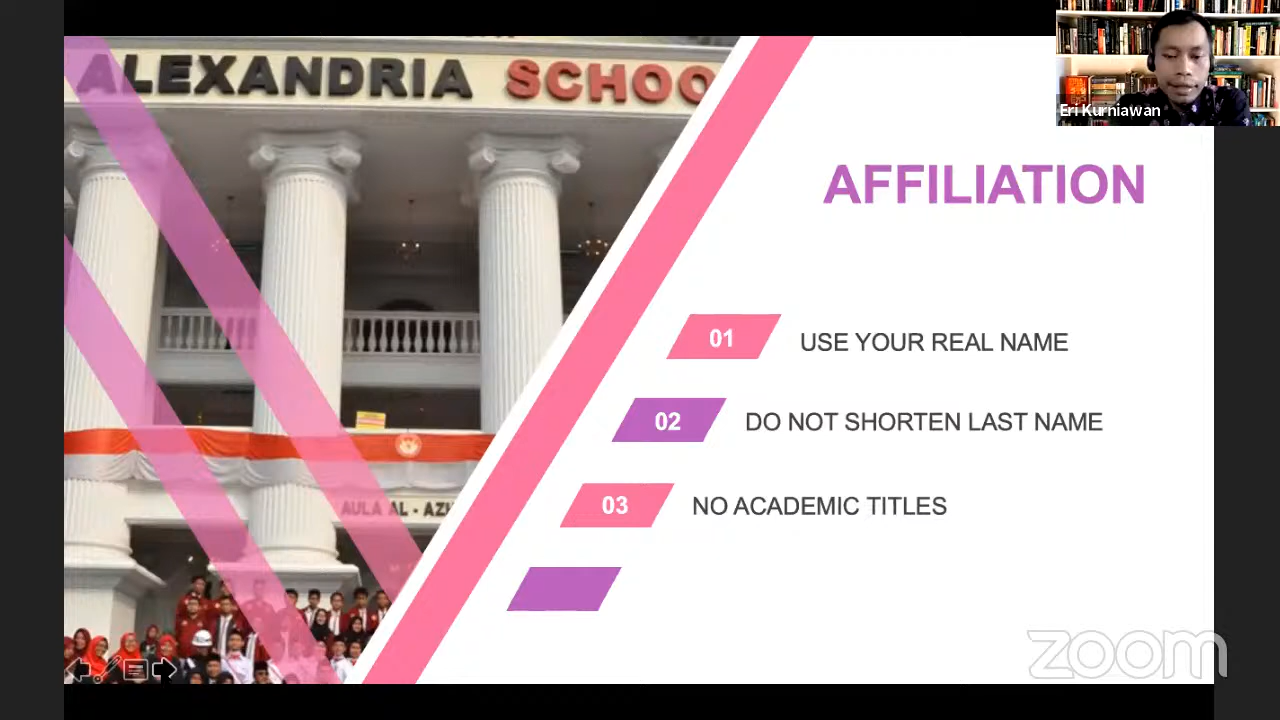 ALEXANDRIA SCHOO
Eri Kurniawan
AFFILIATION
01 USE YOUR REAL NAME
02 DO NOT SHORTEN LAST NAME
03 NO ACADEMIC TITLES
AULA AL - AZ
zoom